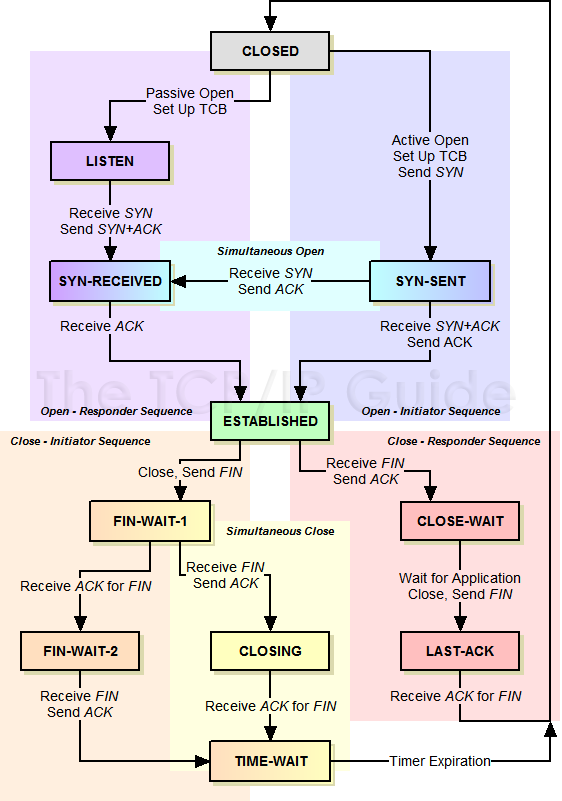 CLOSED
Passive Open
Set Up TCB
Active Open
Set Up TCB
Send SYN
LISTEN
Receive SYN
Send SYN+ACK
Simultaneous Open
SYN-RECEIVED
Receive SYN
Send ACK
SYN-SENT
Receive ACK
Receive SYN+ACK
Send ACK
The TCP/IP Guide
Open - Responder Sequence
ESTABLISHED
Open - Initiator Sequence
Close - Initiator Sequence
Close - Responder Sequence
Close, Send FIN
Receive FIN
Send ACK
FIN-WAIT-1
CLOSE-WAIT
Simultaneous Close
Receive ACK for FIN
Receive FIN
Send ACK
Wait for Application
Close, Send FIN
FIN-WAIT-2
CLOSING
LAST-ACK
Receive FIN
Send ACK
Receive ACK for FIN
Receive ACK for FIN
TIME-WAIT
Timer Expiration